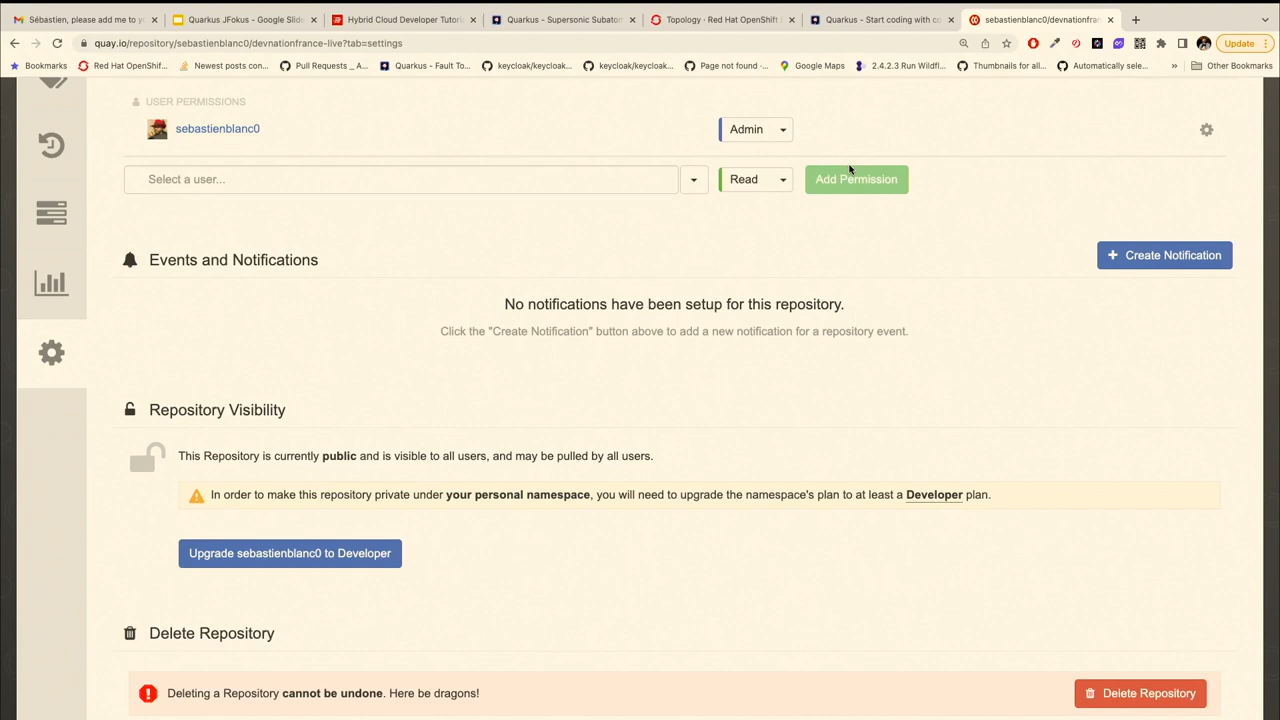 Sébastien, please add me to y
Quarkus JFokus - Google Slide
Hybrid Cloud Developer Tutori
Quarkus - Supersonic Subatom
Topology · Red Hat OpenShift
Quarkus - Start coding with co
sebastienblanc0/devnationfran
quay.io/repository/sebastienblanc0/devnationfrance-live?tab=settings
Update
Bookmarks
Red Hat OpenShift...
Newest posts con...
Pull Requests _ A...
Quarkus - Fault To...
keycloak/keycloak...
keycloak/keycloak...
Page not found ·...
Google Maps
2.4.2.3 Run Wildfl...
Thumbnails for all...
Automatically sele...
»
Other Bookmarks
USER PERMISSIONS
sebastienblanc0
Admin
Select a user...
Read
Add Permission
Events and Notifications
+ Create Notification
No notifications have been setup for this repository.
Click the "Create Notification" button above to add a new notification for a repository event.
Repository Visibility
This Repository is currently public and is visible to all users, and may be pulled by all users.
In order to make this repository private under your personal namespace, you will need to upgrade the namespace's plan to at least a Developer plan.
Upgrade sebastienblanc0 to Developer
Delete Repository
Deleting a Repository cannot be undone. Here be dragons!
Delete Repository